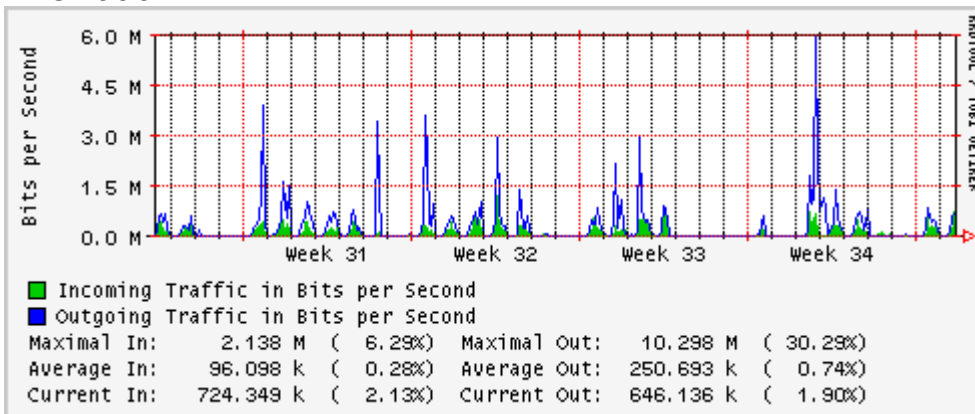 6.0 M
4.5 M
3.0 M
1.5 M
0.0 M
Bits per Second
Week 31 Week 32 Week 33 Week 34
Incoming Traffic in Bits per Second
Outgoing Traffic in Bits per Second
Maximal In: 2.138 M ( 6.29%) Maximal Out: 10.298 M ( 30.29%)
Average In: 96.098 k ( 0.28%) Average Out: 250.693 k ( 0.74%)
Current In: 724.349 k ( 2.13%) Current Out: 646.136 k ( 1.90%)